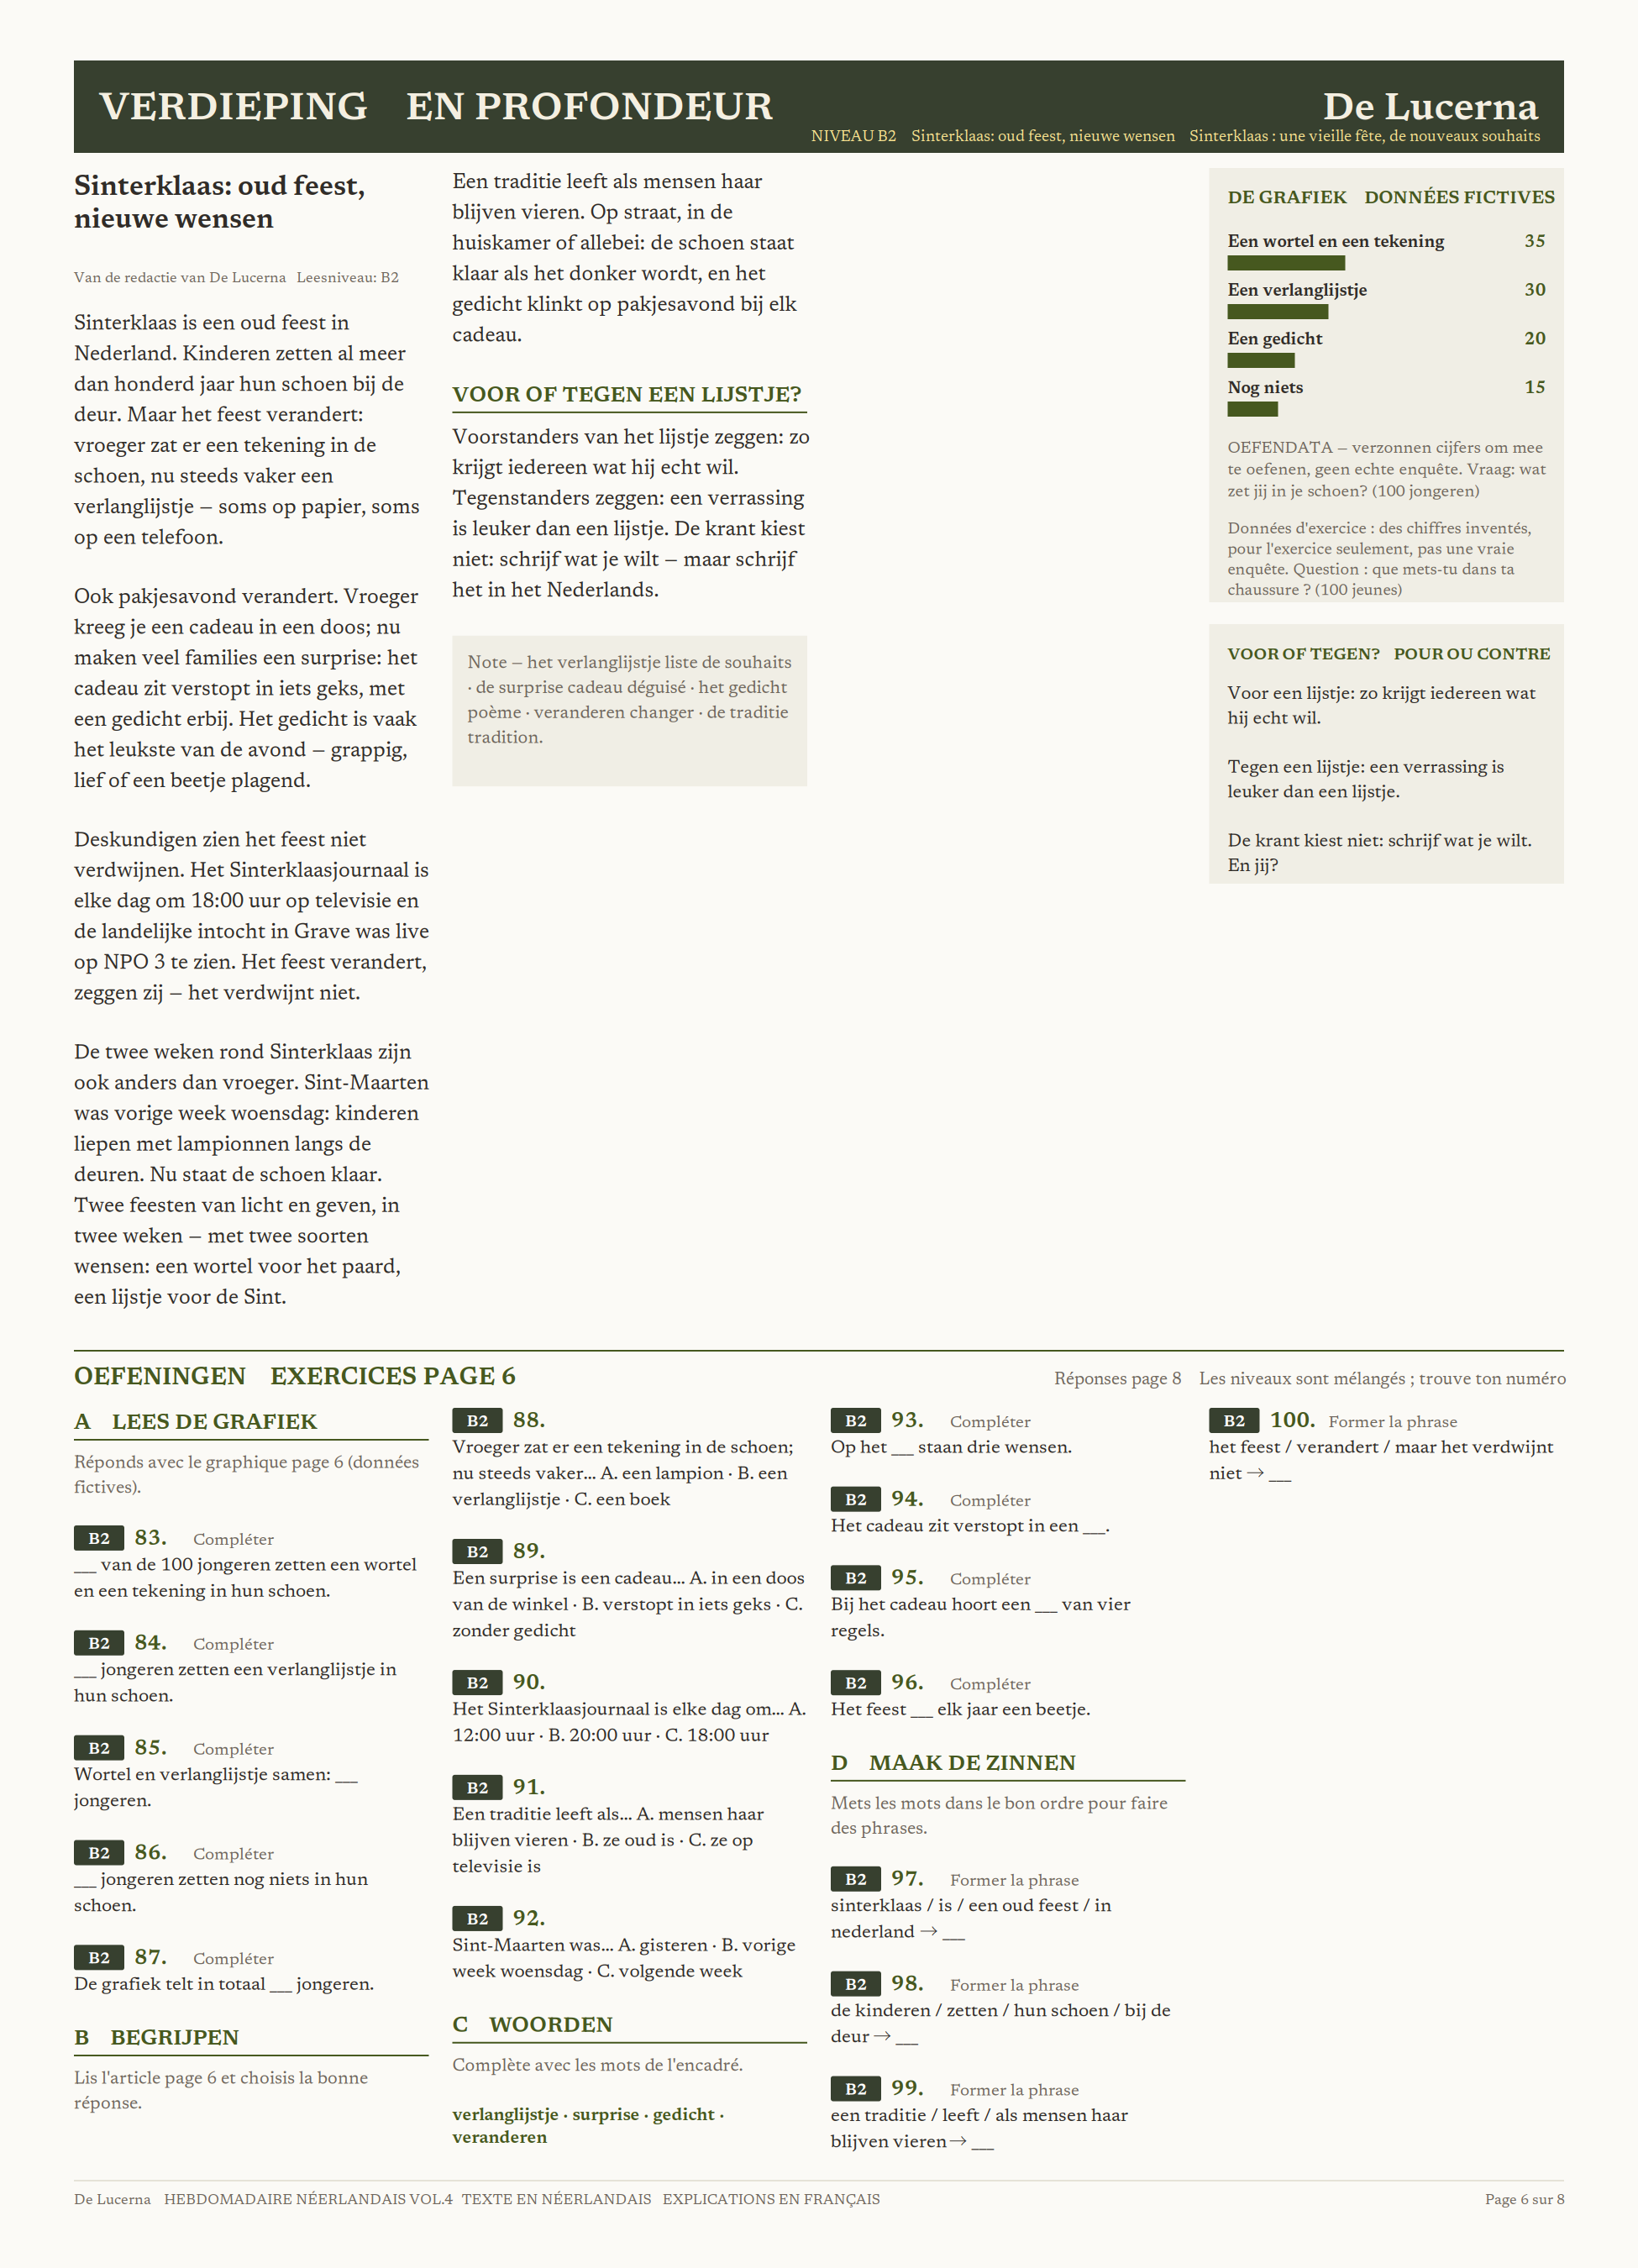 VERDIEPING EN PROFONDEUR
De Lucerna
NIVEAU B2 Sinterklaas: oud feest, nieuwe wensen Sinterklaas : une vieille fête, de nouveaux souhaits
Sinterklaas: oud feest,
nieuwe wensen
Van de redactie van De Lucerna Leesniveau: B2
Sinterklaas is een oud feest in
Nederland. Kinderen zetten al meer
dan honderd jaar hun schoen bij de
deur. Maar het feest verandert:
vroeger zat er een tekening in de
schoen, nu steeds vaker een
verlanglijstje – soms op papier, soms
op een telefoon.
Ook pakjesavond verandert. Vroeger
kreeg je een cadeau in een doos; nu
maken veel families een surprise: het
cadeau zit verstopt in iets geks, met
een gedicht erbij. Het gedicht is vaak
het leukste van de avond – grappig,
lief of een beetje plagend.
Deskundigen zien het feest niet
verdwijnen. Het Sinterklaasjournaal is
elke dag om 18:00 uur op televisie en
de landelijke intocht in Grave was live
op NPO 3 te zien. Het feest verandert,
zeggen zij – het verdwijnt niet.
De twee weken rond Sinterklaas zijn
ook anders dan vroeger. Sint-Maarten
was vorige week woensdag: kinderen
liepen met lampionnen langs de
deuren. Nu staat de schoen klaar.
Twee feesten van licht en geven, in
twee weken – met twee soorten
wensen: een wortel voor het paard,
een lijstje voor de Sint.
Een traditie leeft als mensen haar
blijven vieren. Op straat, in de
huiskamer of allebei: de schoen staat
klaar als het donker wordt, en het
gedicht klinkt op pakjesavond bij elk
cadeau.
VOOR OF TEGEN EEN LIJSTJE?
Voorstanders van het lijstje zeggen: zo
krijgt iedereen wat hij echt wil.
Tegenstanders zeggen: een verrassing
is leuker dan een lijstje. De krant kiest
niet: schrijf wat je wilt – maar schrijf
het in het Nederlands.
Note – het verlanglijstje liste de souhaits
· de surprise cadeau déguisé · het gedicht
poème · veranderen changer · de traditie
tradition.
DE GRAFIEK DONNÉES FICTIVES
Een wortel en een tekening 35
Een verlanglijstje 30
Een gedicht 20
Nog niets 15
OEFENDATA – verzonnen cijfers om mee
te oefenen, geen echte enquête. Vraag: wat
zet jij in je schoen? (100 jongeren)
Données d'exercice : des chiffres inventés,
pour l'exercice seulement, pas une vraie
enquête. Question : que mets-tu dans ta
chaussure ? (100 jeunes)
VOOR OF TEGEN? POUR OU CONTRE
Voor een lijstje: zo krijgt iedereen wat
hij echt wil.
Tegen een lijstje: een verrassing is
leuker dan een lijstje.
De krant kiest niet: schrijf wat je wilt.
En jij?
OEFENINGEN EXERCICES PAGE 6
Réponses page 8 Les niveaux sont mélangés ; trouve ton numéro
A LEES DE GRAFIEK
Réponds avec le graphique page 6 (données
fictives).
B2 83. Compléter
___ van de 100 jongeren zetten een wortel
en een tekening in hun schoen.
B2 84. Compléter
___ jongeren zetten een verlanglijstje in
hun schoen.
B2 85. Compléter
Wortel en verlanglijstje samen: ___
jongeren.
B2 86. Compléter
___ jongeren zetten nog niets in hun
schoen.
B2 87. Compléter
De grafiek telt in totaal ___ jongeren.
B BEGRIJPEN
Lis l'article page 6 et choisis la bonne
réponse.
B2 88.
Vroeger zat er een tekening in de schoen;
nu steeds vaker... A. een lampion · B. een
verlanglijstje · C. een boek
B2 89.
Een surprise is een cadeau... A. in een doos
van de winkel · B. verstopt in iets geks · C.
zonder gedicht
B2 90.
Het Sinterklaasjournaal is elke dag om... A.
12:00 uur · B. 20:00 uur · C. 18:00 uur
B2 91.
Een traditie leeft als... A. mensen haar
blijven vieren · B. ze oud is · C. ze op
televisie is
B2 92.
Sint-Maarten was... A. gisteren · B. vorige
week woensdag · C. volgende week
C WOORDEN
Complète avec les mots de l'encadré.
verlanglijstje · surprise · gedicht ·
veranderen
B2 93. Compléter
Op het ___ staan drie wensen.
B2 94. Compléter
Het cadeau zit verstopt in een ___.
B2 95. Compléter
Bij het cadeau hoort een ___ van vier
regels.
B2 96. Compléter
Het feest ___ elk jaar een beetje.
D MAAK DE ZINNEN
Mets les mots dans le bon ordre pour faire
des phrases.
B2 97. Former la phrase
sinterklaas / is / een oud feest / in
nederland → ___
B2 98. Former la phrase
de kinderen / zetten / hun schoen / bij de
deur → ___
B2 99. Former la phrase
een traditie / leeft / als mensen haar
blijven vieren → ___
B2 100. Former la phrase
het feest / verandert / maar het verdwijnt
niet → ___
De Lucerna HEBDOMADAIRE NÉERLANDAIS VOL.4 TEXTE EN NÉERLANDAIS EXPLICATIONS EN FRANÇAIS
Page 6 sur 8